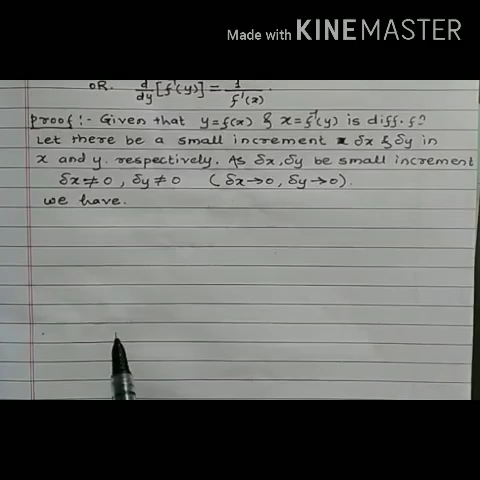 Made with KINEMASTER
OR. d/dy [f⁻¹(y)] = 1/f'(x).
Proof :- Given that y=f(x) & x=f⁻¹(y) is diff. fⁿ
Let there be a small increment δx & δy in
x and y respectively. As δx, δy be small increment
δx≠0, δy≠0 (δx→0, δy→0).
we have.